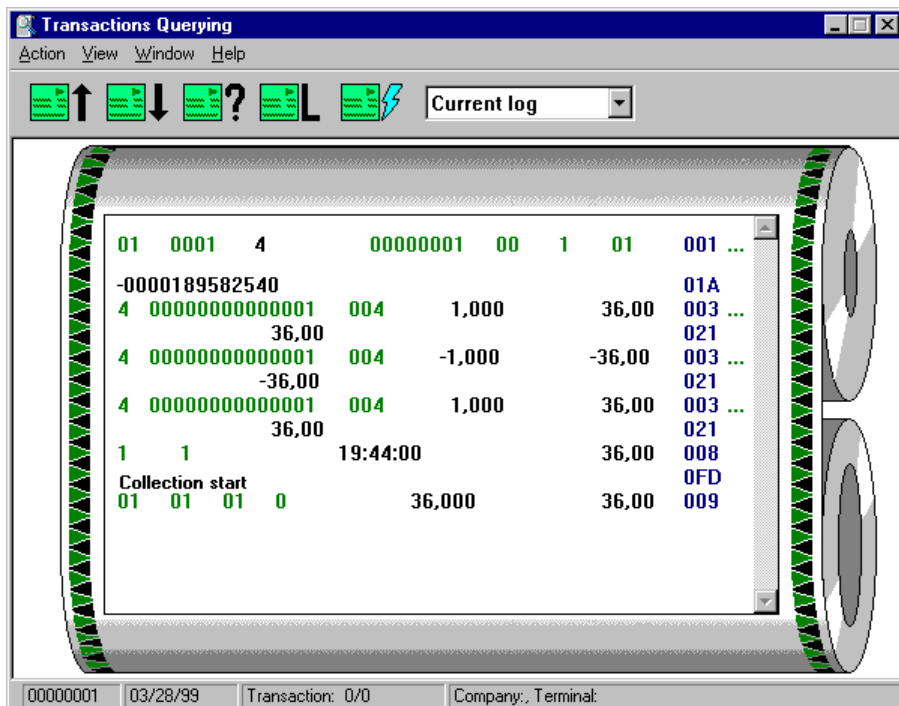 Transactions Querying
Action View Window Help
? L Current log
01 0001 4 00000001 00 1 01 001 ...
-0000189582540 01A
4 00000000000001 004 1,000 36,00 003 ...
36,00 021
4 00000000000001 004 -1,000 -36,00 003 ...
-36,00 021
4 00000000000001 004 1,000 36,00 003 ...
36,00 021
1 1 19:44:00 36,00 008
Collection start 0FD
01 01 01 0 36,000 36,00 009
00000001 03/28/99 Transaction: 0/0 Company:, Terminal: